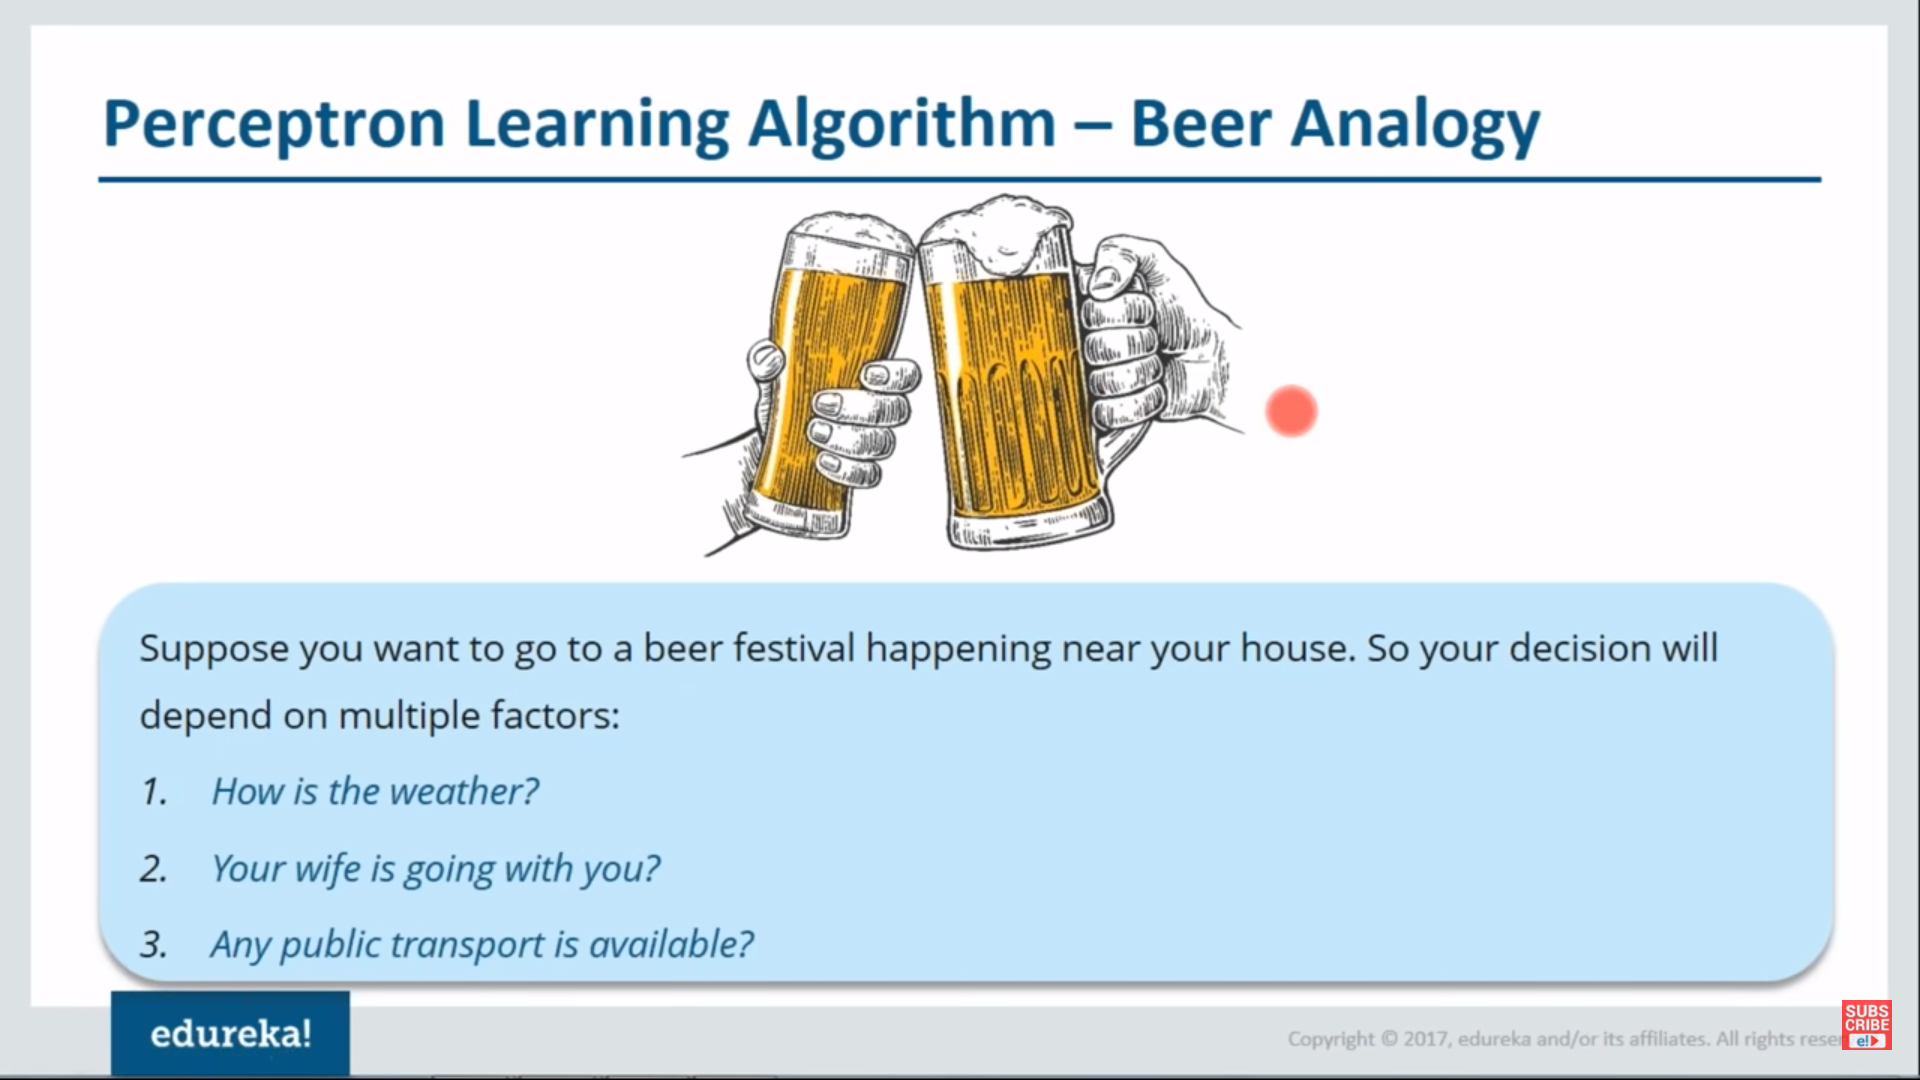 Perceptron Learning Algorithm – Beer Analogy
Suppose you want to go to a beer festival happening near your house. So your decision will
depend on multiple factors:
1. How is the weather?
2. Your wife is going with you?
3. Any public transport is available?
edureka!
Copyright © 2017, edureka and/or its affiliates. All rights
SUBS
CRIBE
e!